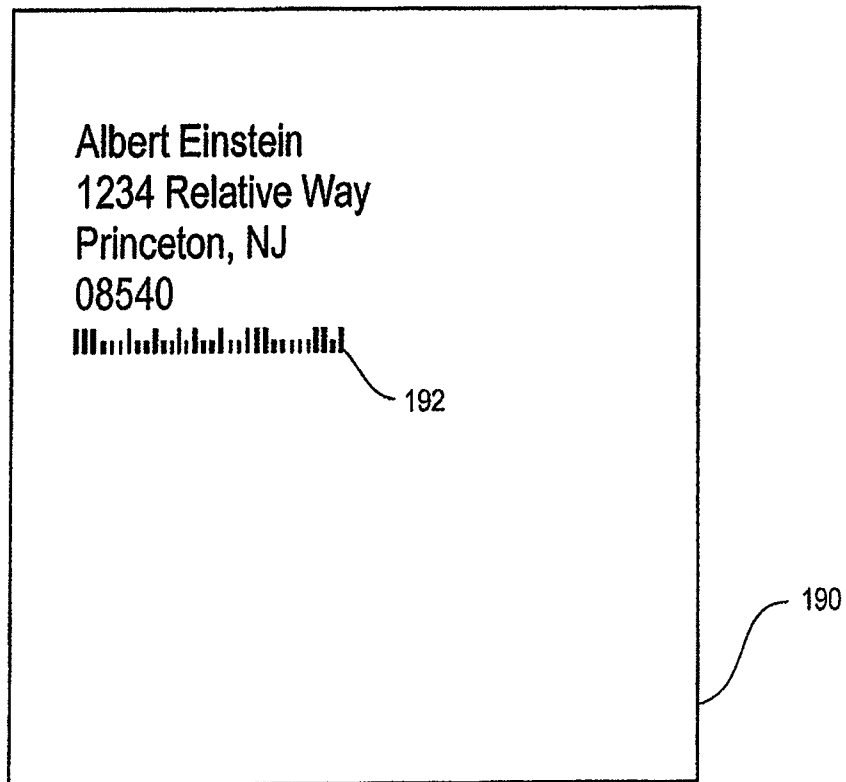 Albert Einstein
1234 Relative Way
Princeton, NJ
08540
192
190